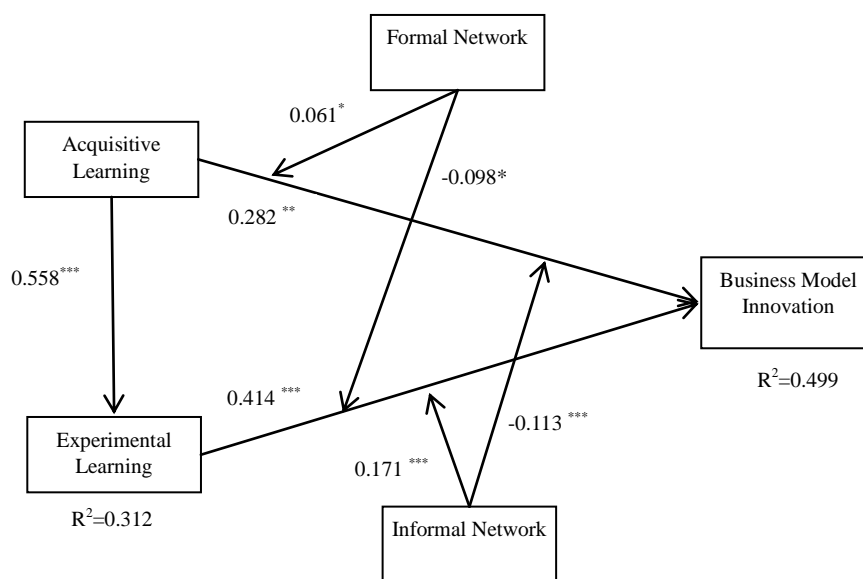 Formal Network
0.061*
Acquisitive
Learning
-0.098*
0.282 **
0.558***
Business Model
Innovation
R²=0.499
0.414 ***
Experimental
Learning
-0.113 ***
0.171 ***
R²=0.312
Informal Network